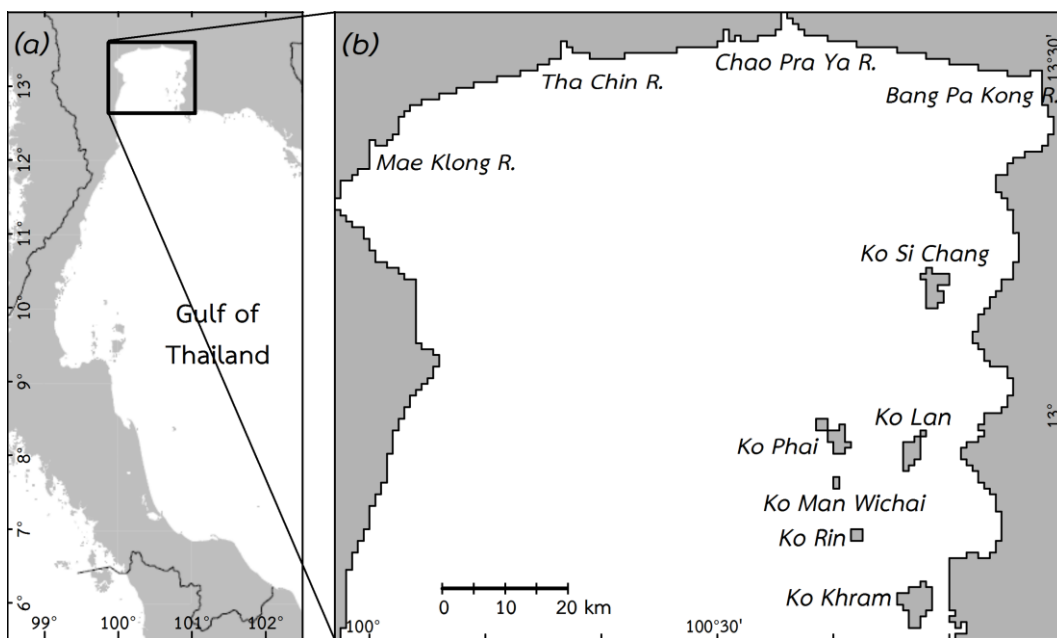 (a)
13°
12°
11°
10°
9°
8°
7°
6°
99°
100°
101°
102°
Gulf of
Thailand
(b)
Tha Chin R.
Chao Pra Ya R.
Bang Pa Kong R.
Mae Klong R.
Ko Si Chang
Ko Lan
Ko Phai
Ko Man Wichai
Ko Rin
Ko Khram
0 10 20 km
100°
100°30'
13°30'
13°